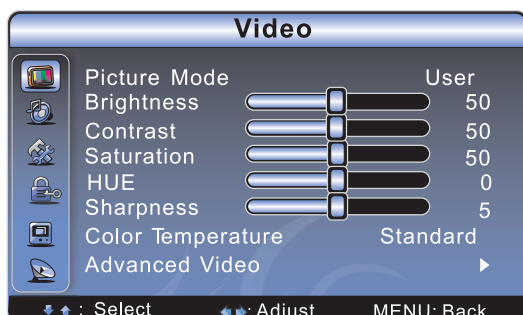 Video
Picture Mode User
Brightness 50
Contrast 50
Saturation 50
HUE 0
Sharpness 5
Color Temperature Standard
Advanced Video
: Select : Adjust MENU: Back